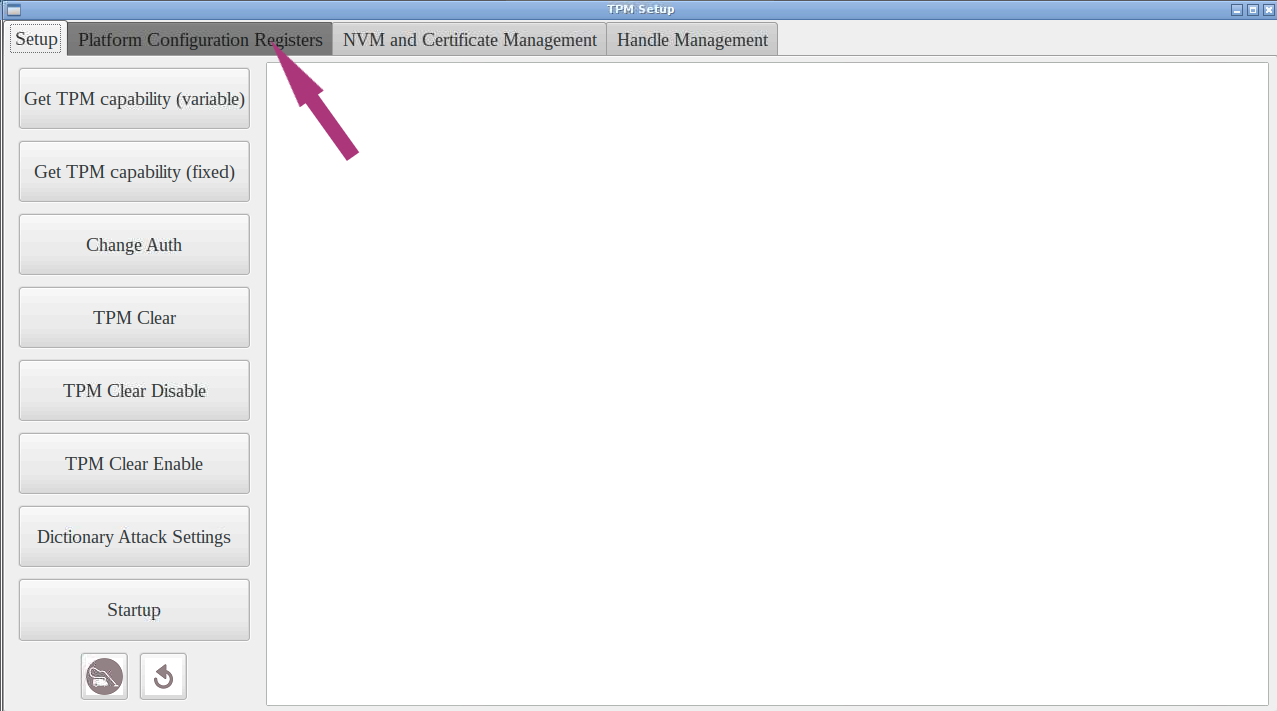 TPM Setup
Setup Platform Configuration Registers NVM and Certificate Management Handle Management
Get TPM capability (variable)
Get TPM capability (fixed)
Change Auth
TPM Clear
TPM Clear Disable
TPM Clear Enable
Dictionary Attack Settings
Startup